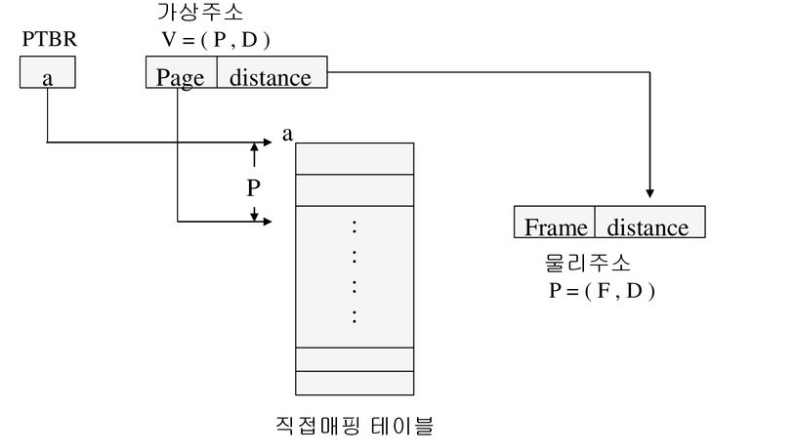 가상주소
PTBR
V = ( P , D )
a
Page
distance
a
P
:
:
:
:
Frame
distance
물리주소
P = ( F , D )
직접매핑 테이블